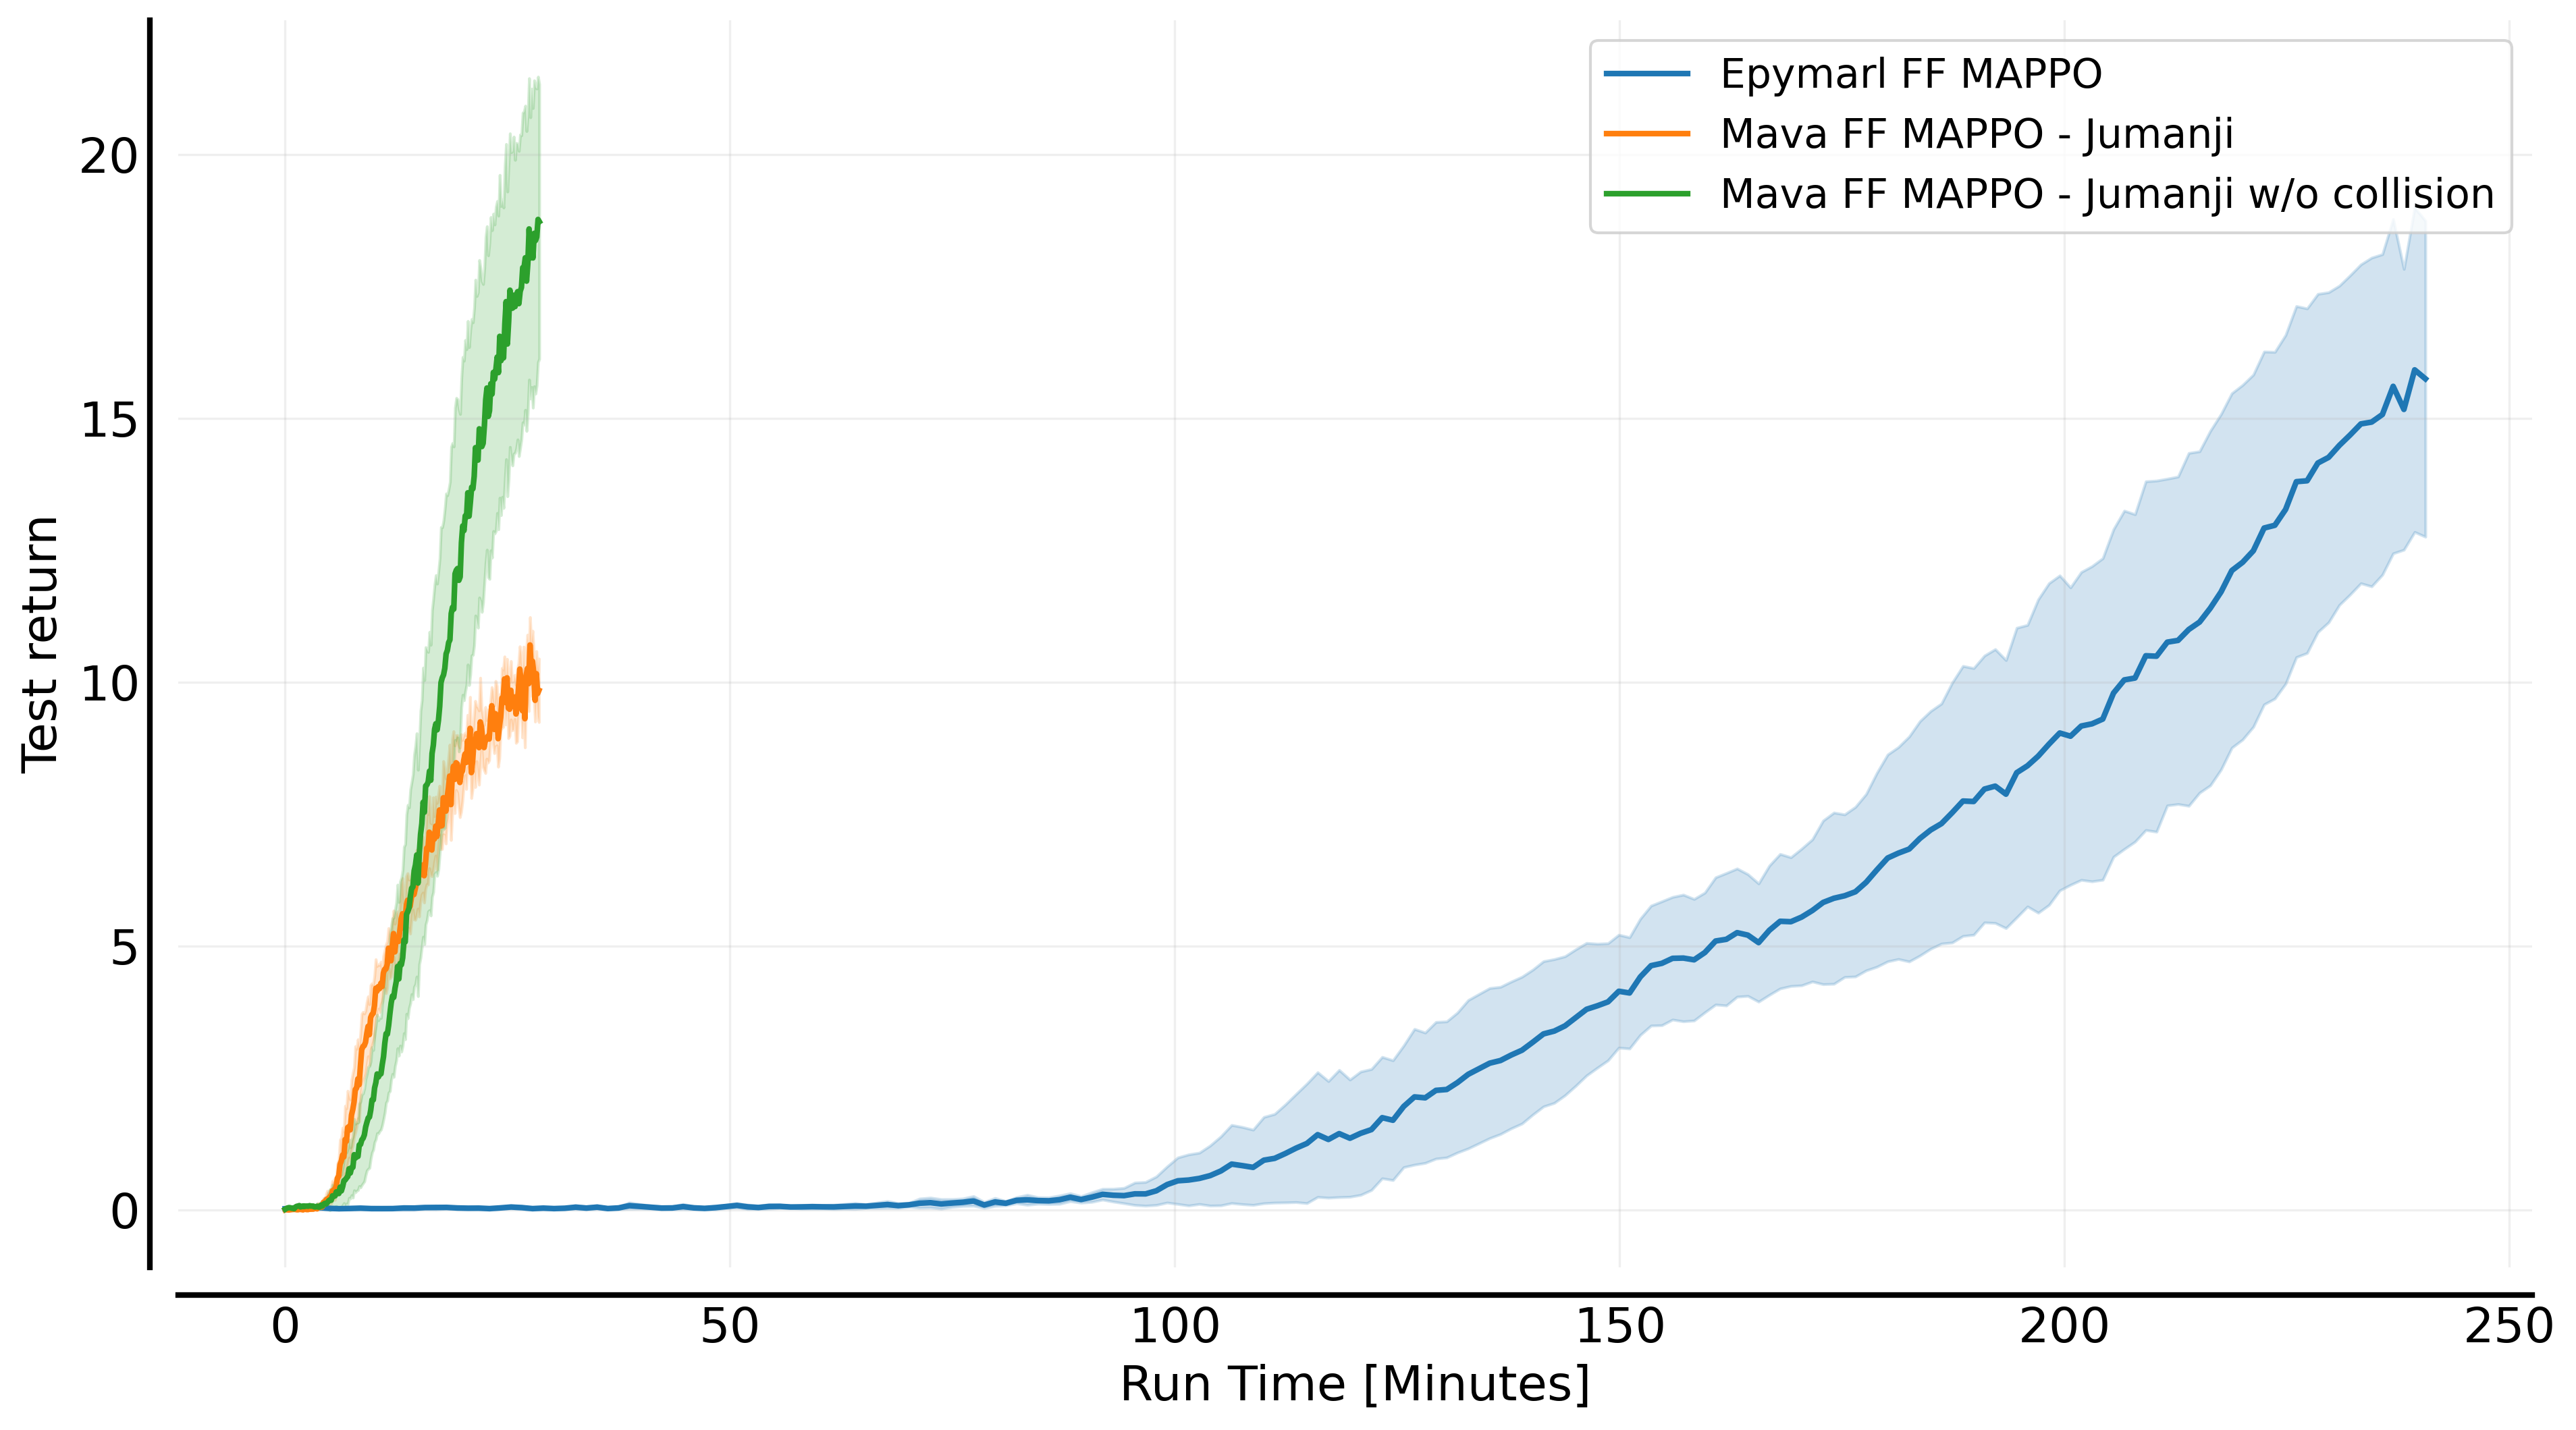 Epymarl FF MAPPO
Mava FF MAPPO - Jumanji
Mava FF MAPPO - Jumanji w/o collision
20
15
10
5
0
Test return
0 50 100 150 200 250
Run Time [Minutes]